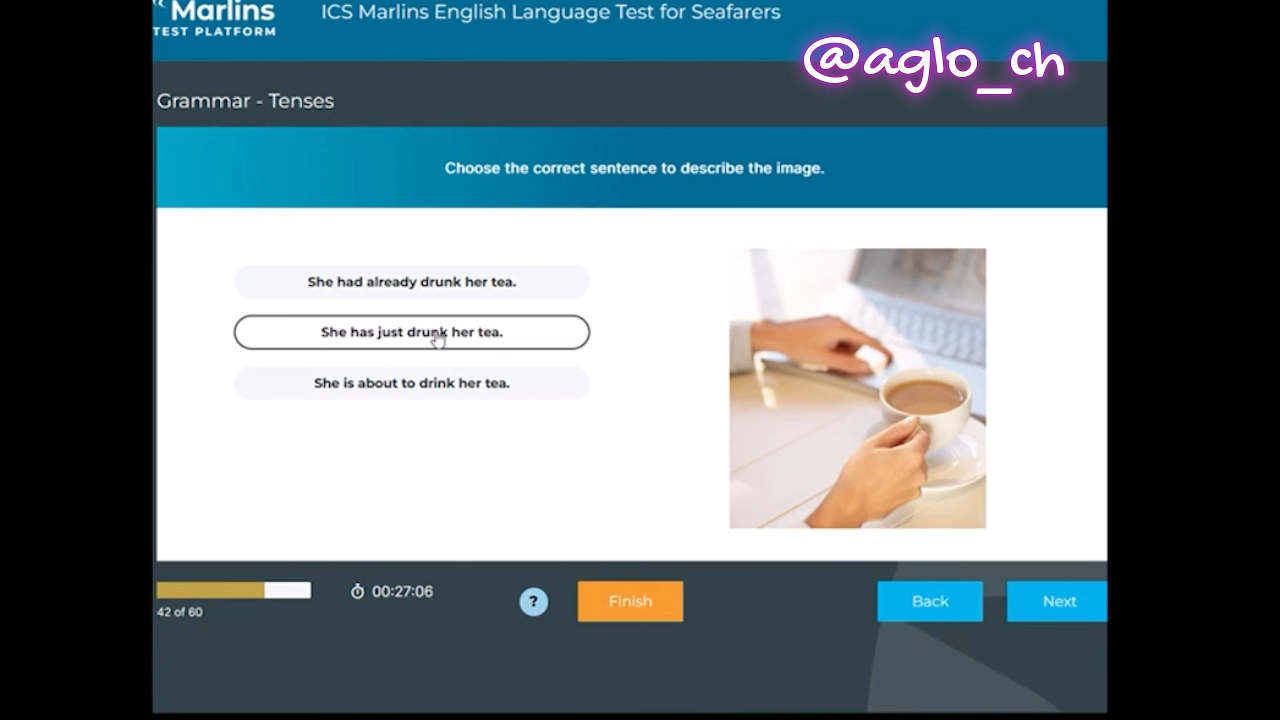 Marlins
TEST PLATFORM
ICS Marlins English Language Test for Seafarers
@aglo_ch
Grammar - Tenses
Choose the correct sentence to describe the image.
She had already drunk her tea.
She has just drunk her tea.
She is about to drink her tea.
42 of 60
00:27:06
?
Finish
Back
Next